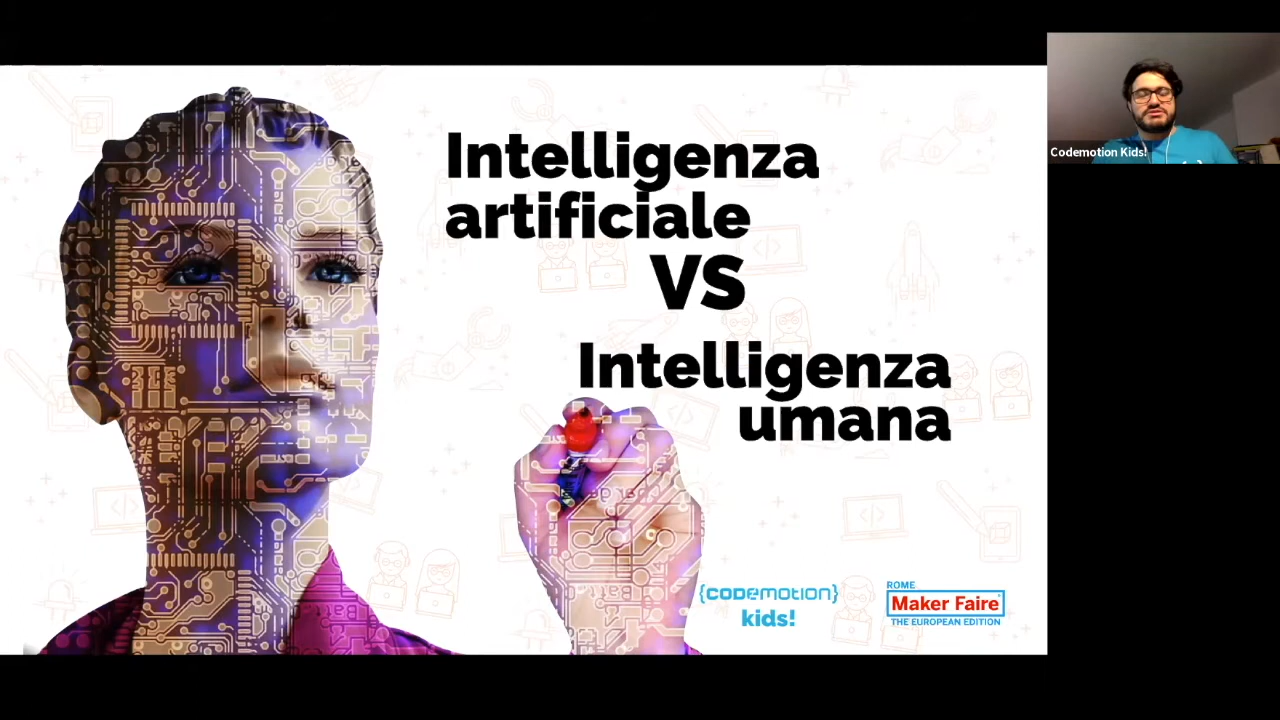 Intelligenza
artificiale
VS
Intelligenza
umana
{CODEMOTION}
kids!
ROME
Maker Faire
THE EUROPEAN EDITION
Codemotion Kids!